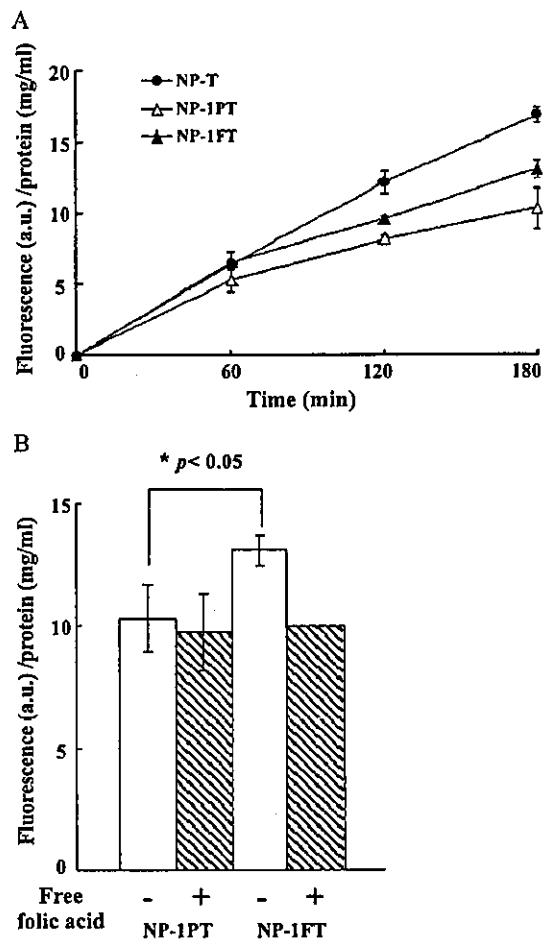 A
Fluorescence (a.u.) /protein (mg/ml)
20
15
10
5
0
NP-T
NP-1PT
NP-1FT
0 60 120 180
Time (min)
B
* p< 0.05
Fluorescence (a.u.) /protein (mg/ml)
15
10
5
0
Free
folic acid
- + - +
NP-1PT NP-1FT